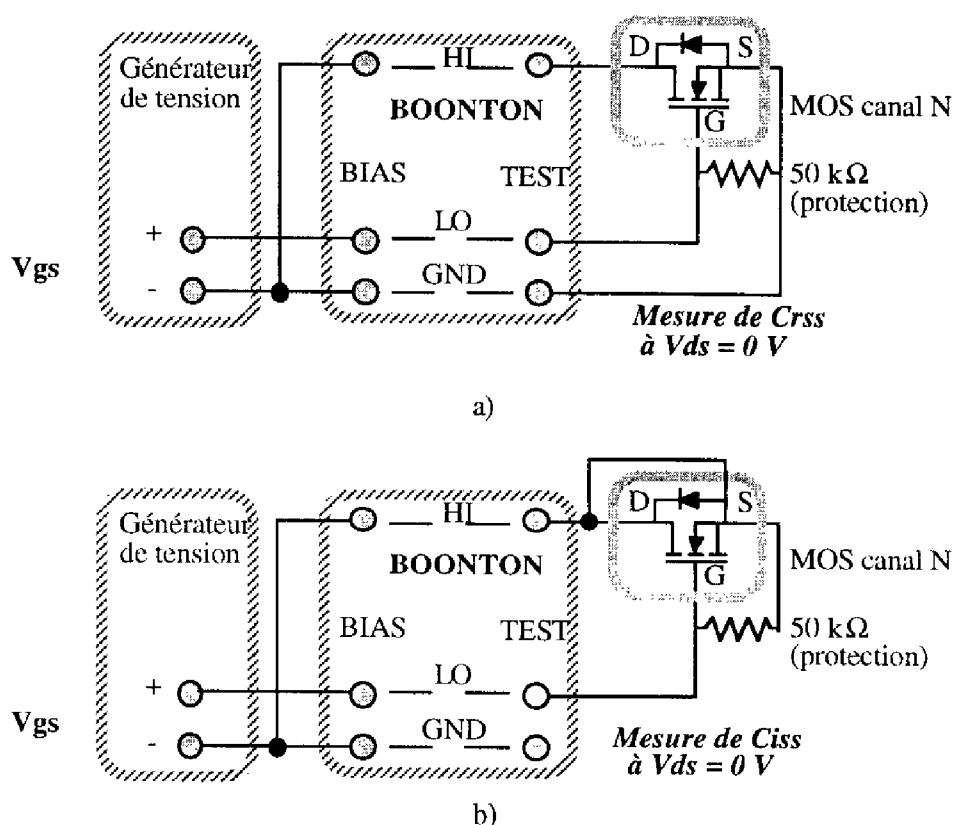 Générateur
de tension
HI
BOONTON
D
S
G
MOS canal N
BIAS
TEST
50 kΩ
(protection)
+
LO
Vgs
-
GND
Mesure de Crss
à Vds = 0 V
a)
Générateur
de tension
HI
BOONTON
D
S
G
MOS canal N
BIAS
TEST
50 kΩ
(protection)
+
LO
Vgs
-
GND
Mesure de Ciss
à Vds = 0 V
b)